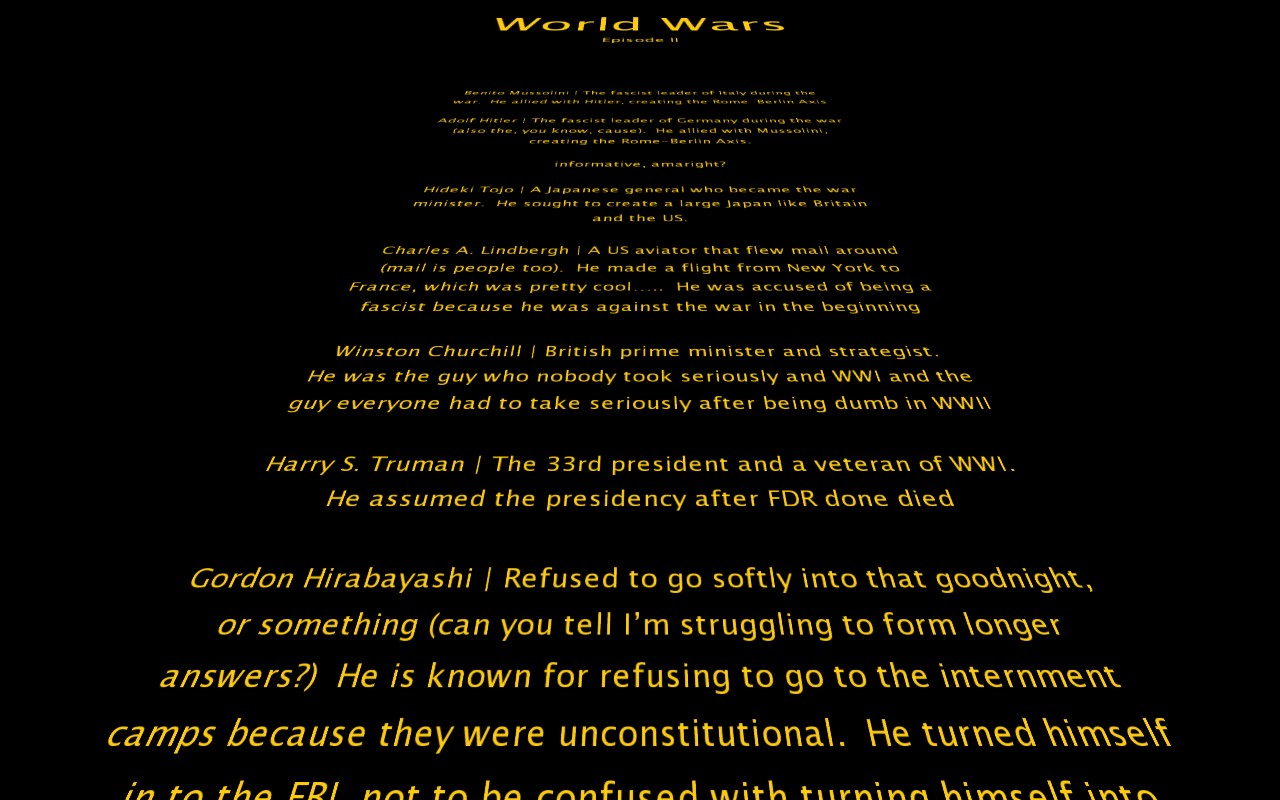 World Wars
Episode II
Benito Mussolini | The fascist leader of Italy during the
war.  He allied with Hitler, creating the Rome Berlin Axis
Adolf Hitler | The fascist leader of Germany during the war
(also the, you know, cause).  He allied with Mussolini,
creating the Rome-Berlin Axis.
informative, amaright?
Hideki Tojo | A Japanese general who became the war
minister.  He sought to create a large Japan like Britain
and the US.
Charles A. Lindbergh | A US aviator that flew mail around
(mail is people too).  He made a flight from New York to
France, which was pretty cool.....  He was accused of being a
fascist because he was against the war in the beginning
Winston Churchill | British prime minister and strategist.
He was the guy who nobody took seriously and WWI and the
guy everyone had to take seriously after being dumb in WWII
Harry S. Truman | The 33rd president and a veteran of WWI.
He assumed the presidency after FDR done died
Gordon Hirabayashi | Refused to go softly into that goodnight,
or something (can you tell I’m struggling to form longer
answers?)  He is known for refusing to go to the internment
camps because they were unconstitutional.  He turned himself
in to the FBI, not to be confused with turning himself into